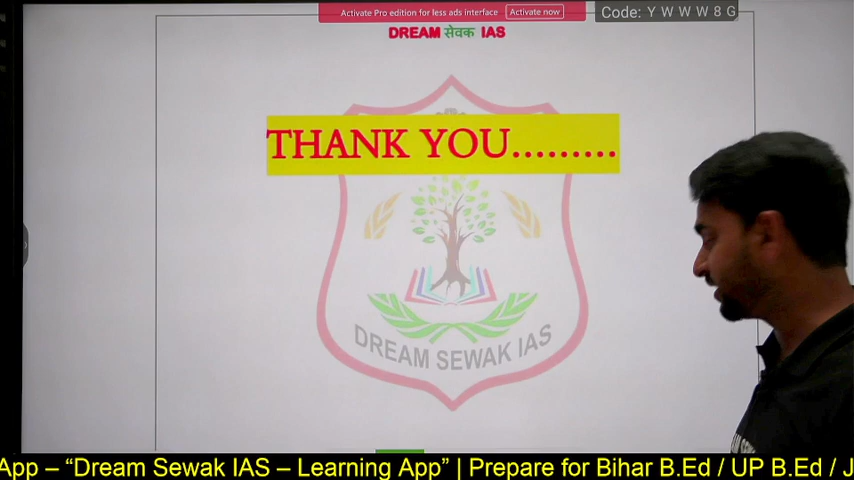 Activate Pro edition for less ads interface Activate now
Code: Y W W W 8 G
DREAM सेवक IAS
THANK YOU.........
DREAM SEWAK IAS
App – “Dream Sewak IAS – Learning App” | Prepare for Bihar B.Ed / UP B.Ed / J